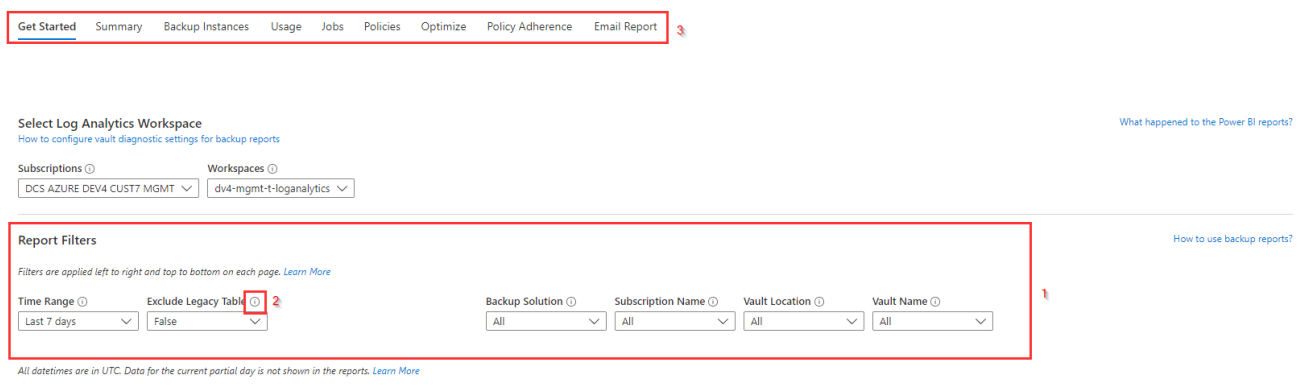 Get Started Summary Backup Instances Usage Jobs Policies Optimize Policy Adherence Email Report 3
Select Log Analytics Workspace What happened to the Power BI reports?
How to configure vault diagnostic settings for backup reports
Subscriptions Workspaces
DCS AZURE DEV4 CUST7 MGMT dv4-mgmt-t-loganalytics
Report Filters How to use backup reports?
Filters are applied left to right and top to bottom on each page. Learn More
Time Range Exclude Legacy Table 2 Backup Solution Subscription Name Vault Location Vault Name 1
Last 7 days False All All All All
All datetimes are in UTC. Data for the current partial day is not shown in the reports. Learn More